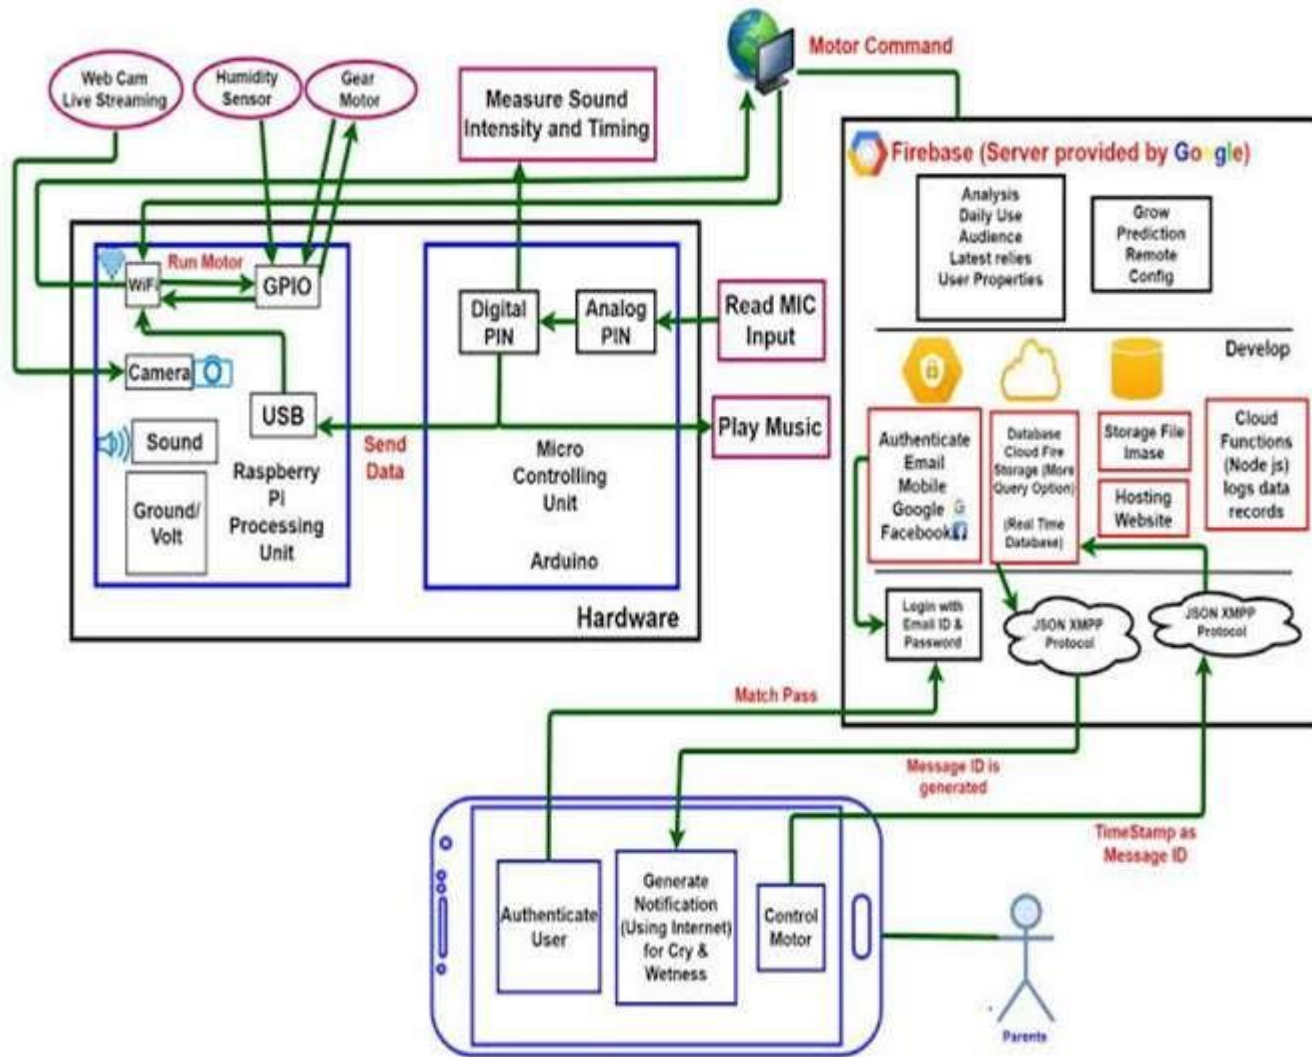 Motor Command
Web Cam
Live Streaming
Humidity
Sensor
Gear
Motor
Measure Sound
Intensity and Timing
Firebase (Server provided by Google)
Analysis
Daily Use
Audience
Latest relies
User Properties
Grow
Prediction
Remote
Config
WiFi
Run Motor
GPIO
Digital
PIN
Analog
PIN
Read MIC
Input
Develop
Camera
USB
Sound
Ground/
Volt
Raspberry
Pi
Processing
Unit
Send
Data
Micro
Controlling
Unit
Arduino
Play Music
Hardware
Authenticate
Email
Mobile
Google G
Facebook f
Database
Cloud Fire
Storage (More
Query Option)
(Real Time
Database)
Storage File
Imase
Hosting
Website
Cloud
Functions
(Node js)
logs data
records
Login with
Email ID &
Password
JSON XMPP
Protocol
JSON XMPP
Protocol
Match Pass
Message ID is
generated
TimeStamp as
Message ID
Authenticate
User
Generate
Notification
(Using Internet)
for Cry &
Wetness
Control
Motor
Parents